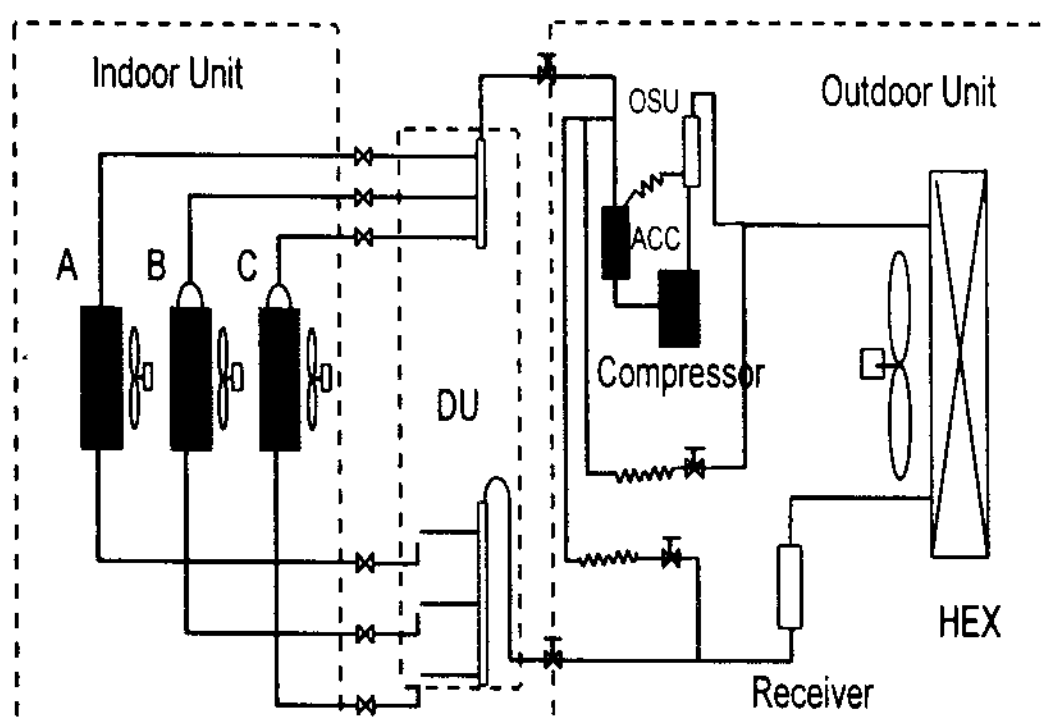 Indoor Unit
Outdoor Unit
OSU
A
B
C
ACC
Compressor
DU
HEX
Receiver